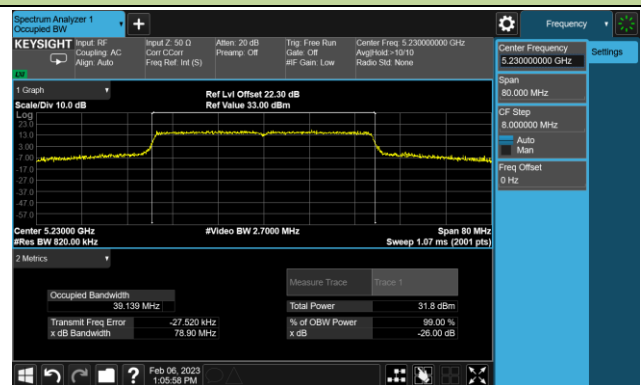 Spectrum Analyzer 1
Occupied BW
+
Frequency
KEYSIGHT
Input: RF
Coupling: AC
Align: Auto
Input Z: 50 Ω
Corr CCorr
Freq Ref: Int (S)
Atten: 20 dB
Preamp: Off
Trig: Free Run
Gate: Off
#IF Gain: Low
Center Freq: 5.230000000 GHz
Avg|Hold:>10/10
Radio Std: None
LXI
Center Frequency
5.230000000 GHz
Settings
Span
80.000 MHz
CF Step
8.000000 MHz
Auto
Man
Freq Offset
0 Hz
1 Graph
Scale/Div 10.0 dB
Ref Lvl Offset 22.30 dB
Ref Value 33.00 dBm
Log
23.0
13.0
3.00
-7.00
-17.0
-27.0
-37.0
-47.0
-57.0
Center 5.23000 GHz
#Res BW 820.00 kHz
#Video BW 2.7000 MHz
Span 80 MHz
Sweep 1.07 ms (2001 pts)
2 Metrics
Measure Trace
Trace 1
Occupied Bandwidth
39.139 MHz
Total Power
31.8 dBm
Transmit Freq Error
-27.520 kHz
% of OBW Power
99.00 %
x dB Bandwidth
78.90 MHz
x dB
-26.00 dB
?
Feb 06, 2023
1:05:58 PM